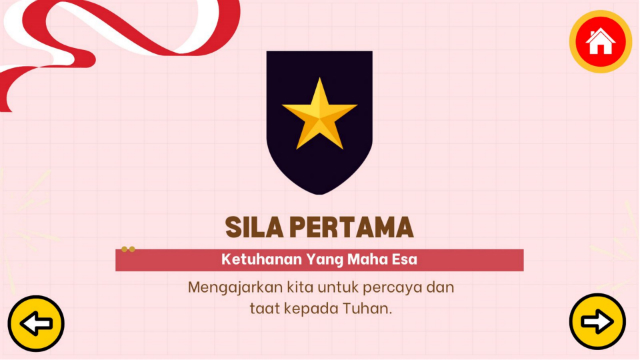 SILA PERTAMA
Ketuhanan Yang Maha Esa
Mengajarkan kita untuk percaya dan
taat kepada Tuhan.